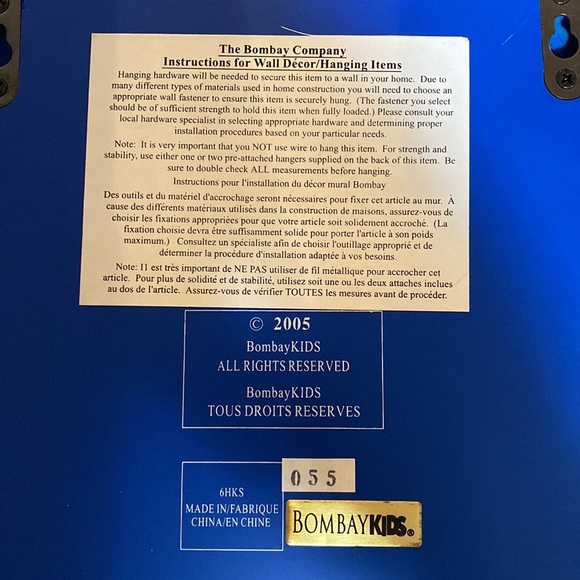 The Bombay Company
Instructions for Wall Décor/Hanging Items
Hanging hardware will be needed to secure this item to a wall in your home. Due to
many different types of materials used in home construction you will need to choose an
appropriate wall fastener to ensure this item is securely hung. (The fastener you select
should be of sufficient strength to hold this item when fully loaded.) Please consult your
local hardware specialist in selecting appropriate hardware and determining proper
installation procedures based on your particular needs.
Note: It is very important that you NOT use wire to hang this item. For strength and
stability, use either one or two pre-attached hangers supplied on the back of this item. Be
sure to double check ALL measurements before hanging.
Instructions pour l'installation du décor mural Bombay
Des outils et du matériel d'accrochage seront nécessaires pour fixer cet article au mur. À
cause des différents matériaux utilisés dans la construction de maisons, assurez-vous de
choisir les fixations appropriées pour que votre article soit solidement accroché. (La
fixation choisie devra être suffisamment solide pour porter l'article à son poids
maximum.) Consultez un spécialiste afin de choisir l'outillage approprié et de
déterminer la procédure d'installation adaptée à vos besoins.
Note: Il est très important de NE PAS utiliser de fil métallique pour accrocher cet
article. Pour plus de solidité et de stabilité, utilisez soit une ou les deux attaches inclues
au dos de l'article. Assurez-vous de vérifier TOUTES les mesures avant de procéder.
© 2005
BombayKIDS
ALL RIGHTS RESERVED
BombayKIDS
TOUS DROITS RESERVES
055
6HKS
MADE IN/FABRIQUE
CHINA/EN CHINE
BOMBAYKIDS®